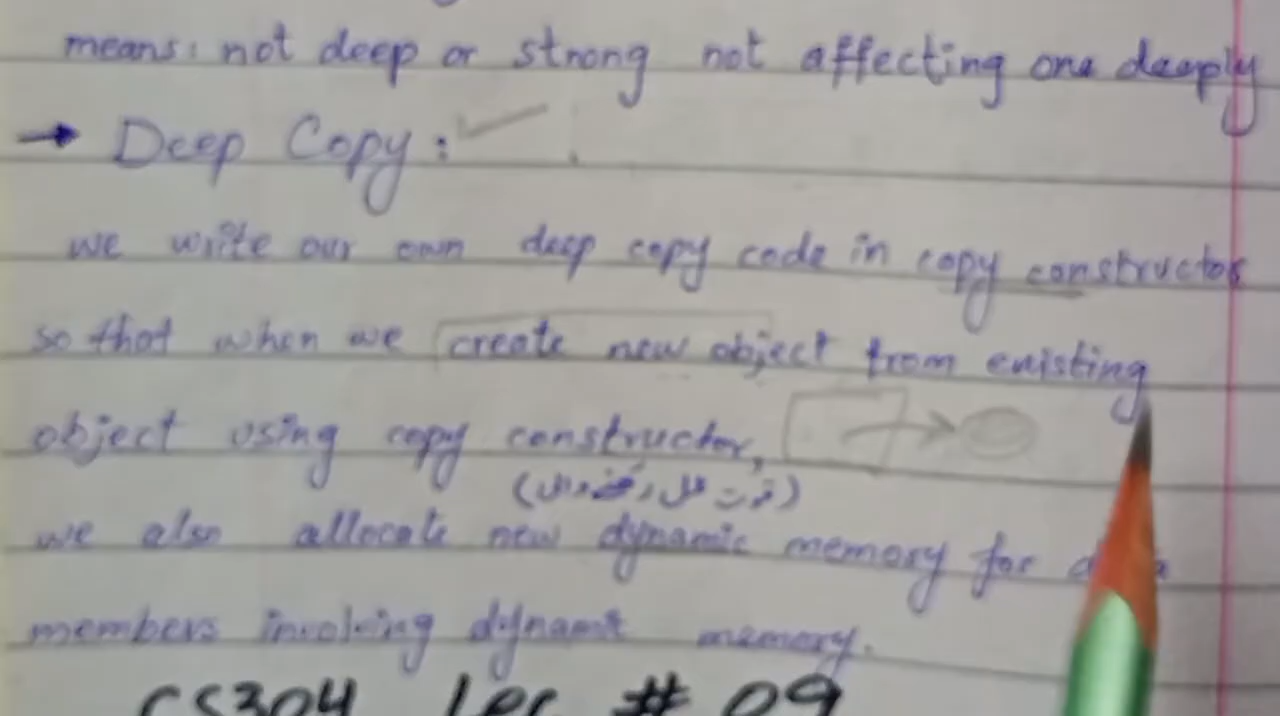 means: not deep or strong not affecting one deeply
→ Deep Copy:
we write our own deep copy code in copy constructor
so that when we create new object from existing
object using copy constructor,
we also allocate new dynamic memory for
members involving dynamic memory.
CS304 Lec # 09